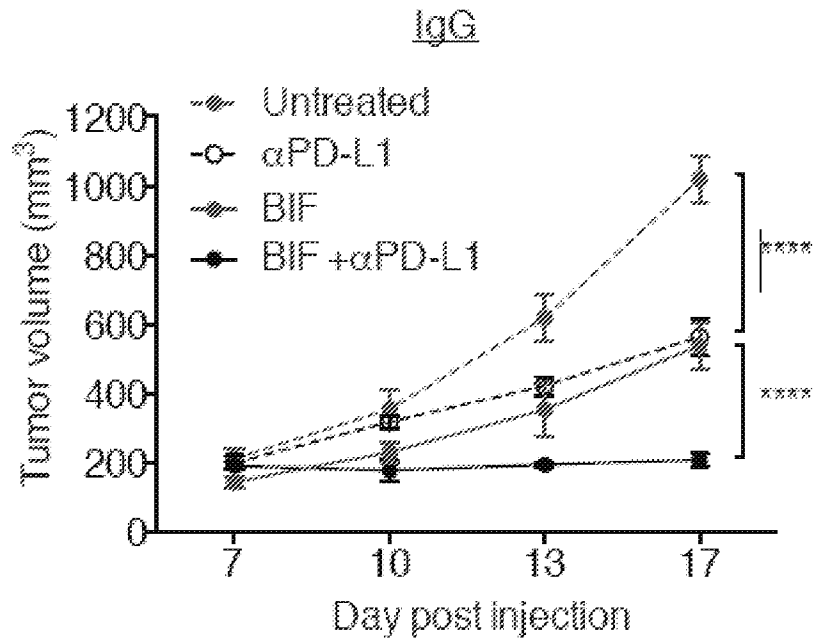 IgG
Untreated
αPD-L1
BIF
BIF +αPD-L1
Tumor volume (mm³)
1200
1000
800
600
400
200
0
****
****
7 10 13 17
Day post injection